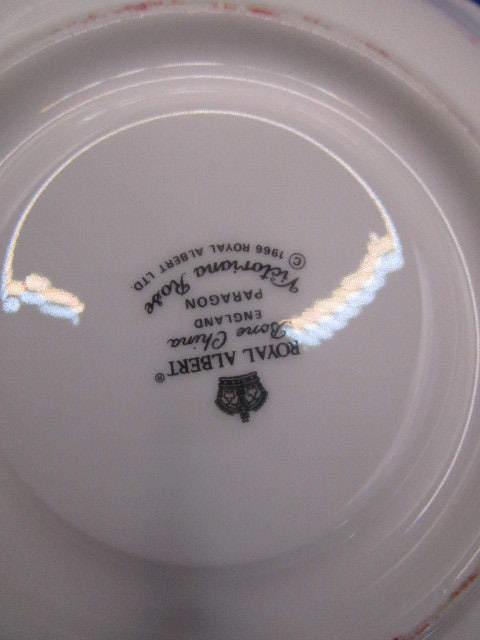 ROYAL ALBERT®
Bone China
ENGLAND
PARAGON
Victoriana Rose
© 1966 ROYAL ALBERT LTD